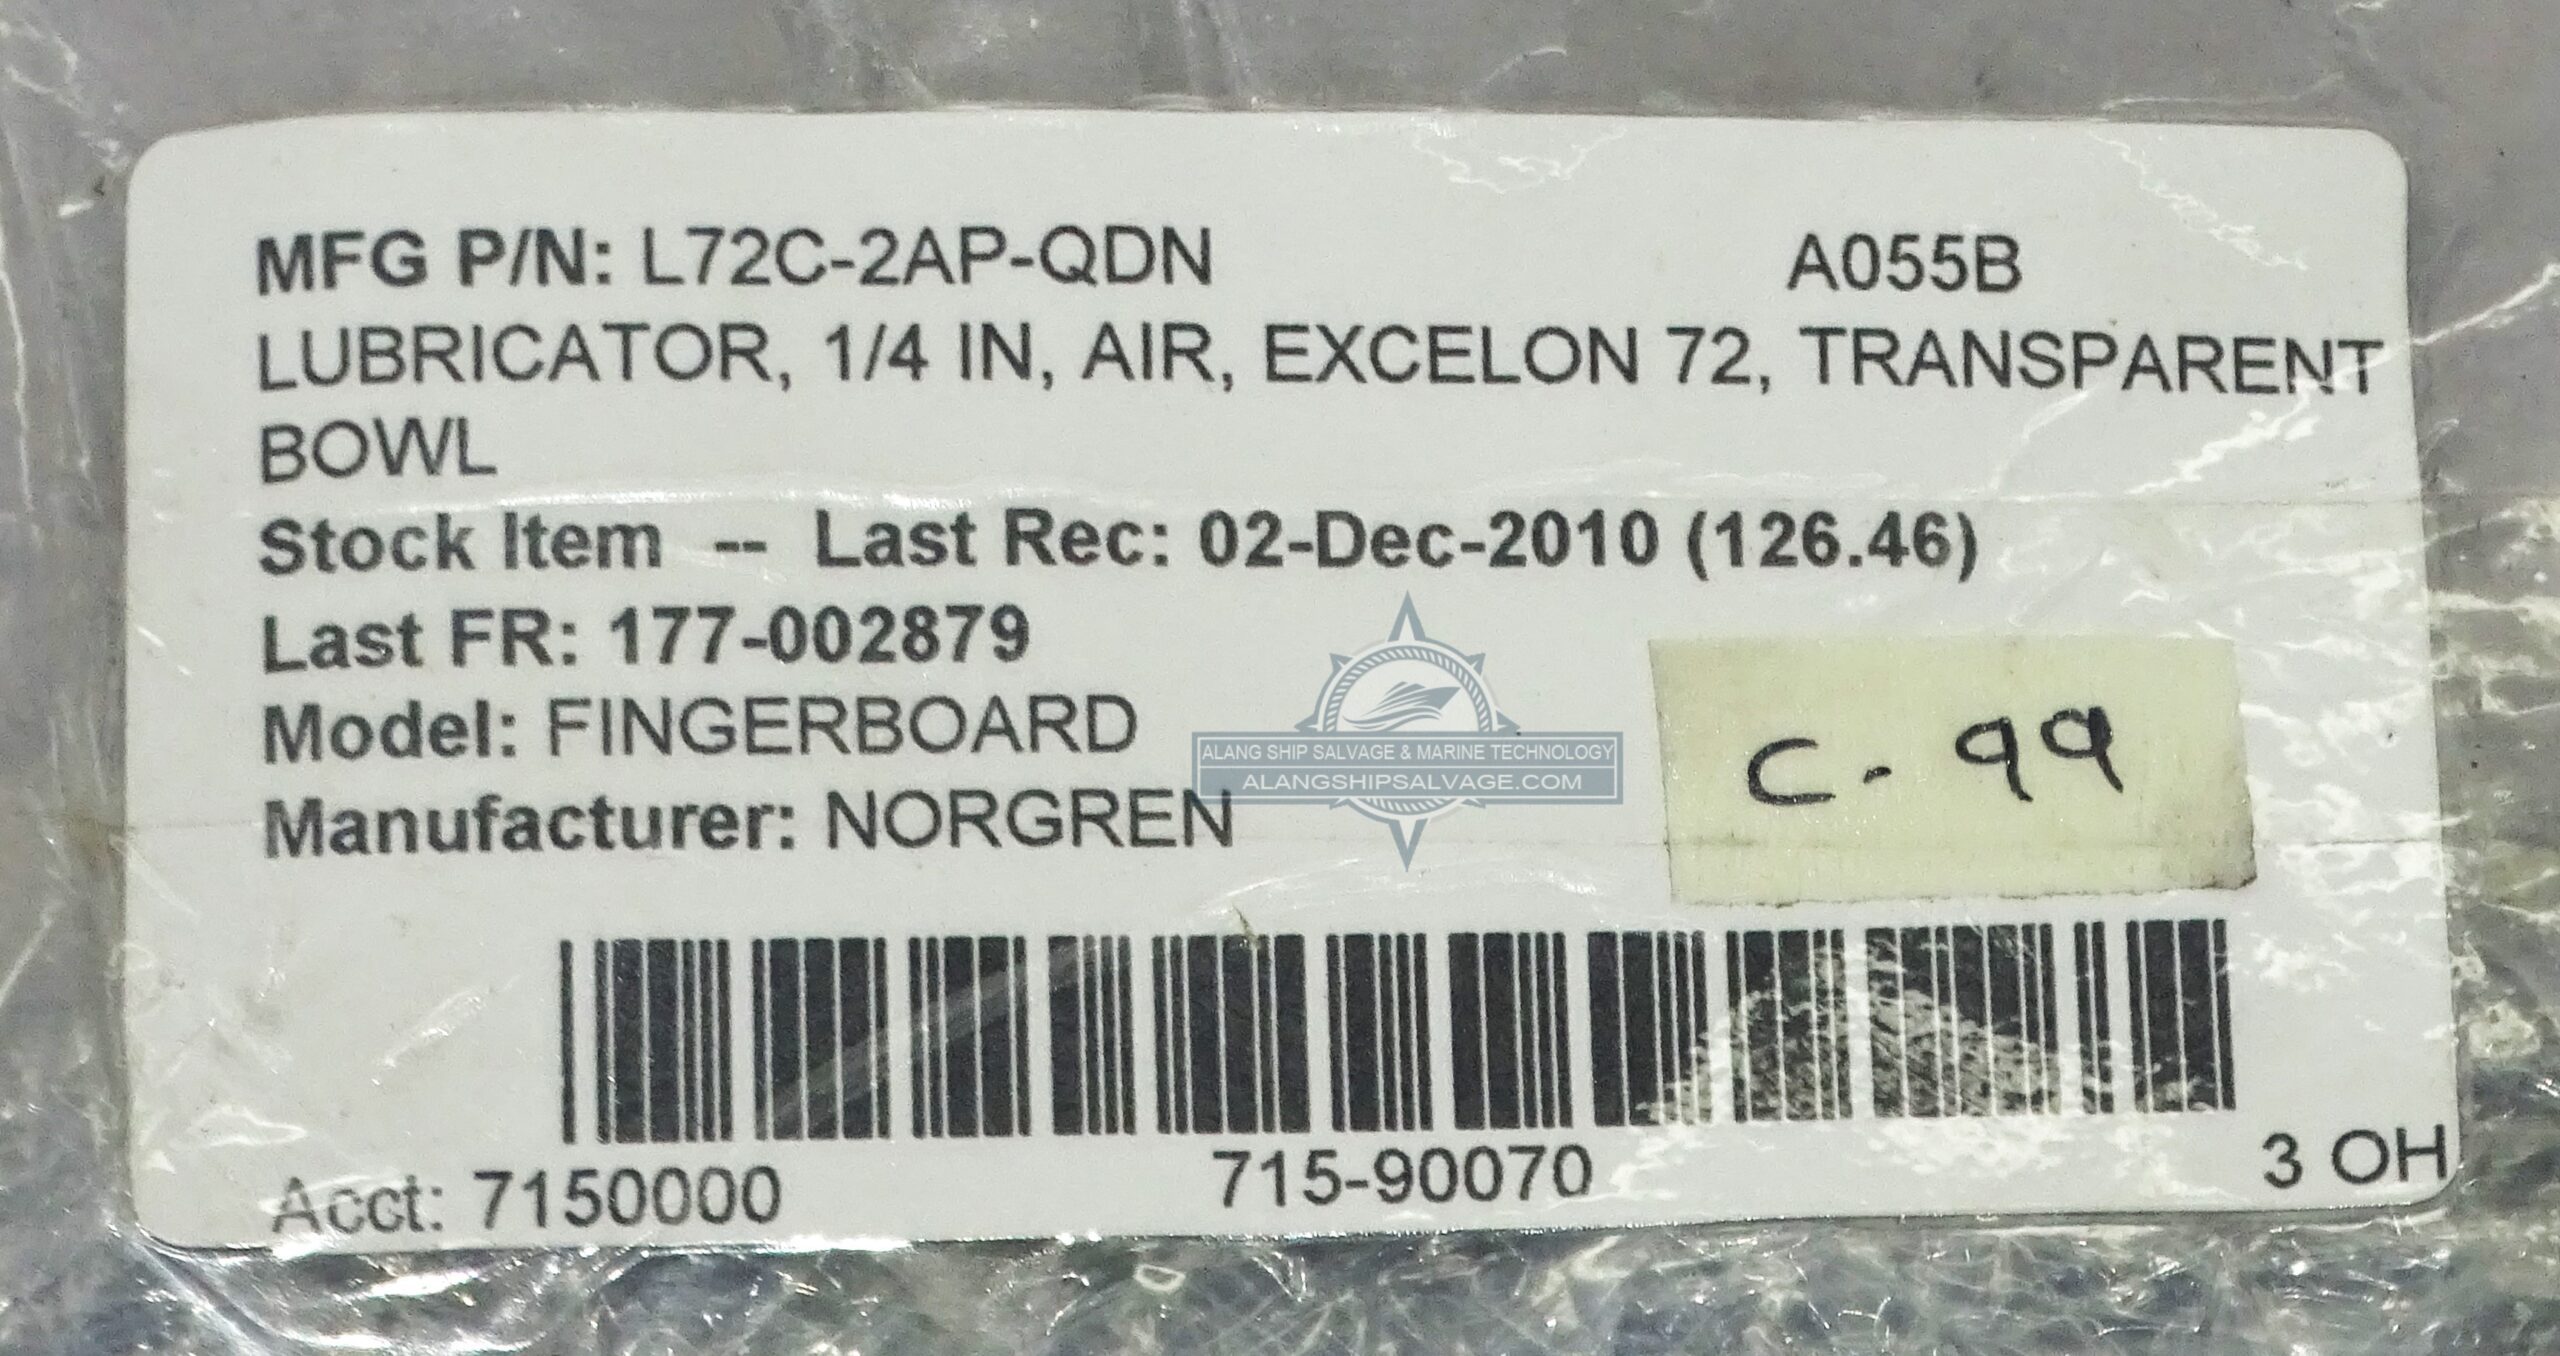 MFG P/N: L72C-2AP-QDN A055B
LUBRICATOR, 1/4 IN, AIR, EXCELON 72, TRANSPARENT
BOWL
Stock Item -- Last Rec: 02-Dec-2010 (126.46)
Last FR: 177-002879
Model: FINGERBOARD
ALANG SHIP SALVAGE & MARINE TECHNOLOGY
ALANGSHIPSALVAGE.COM
C-99
Manufacturer: NORGREN
Acct: 7150000 715-90070 3 OH